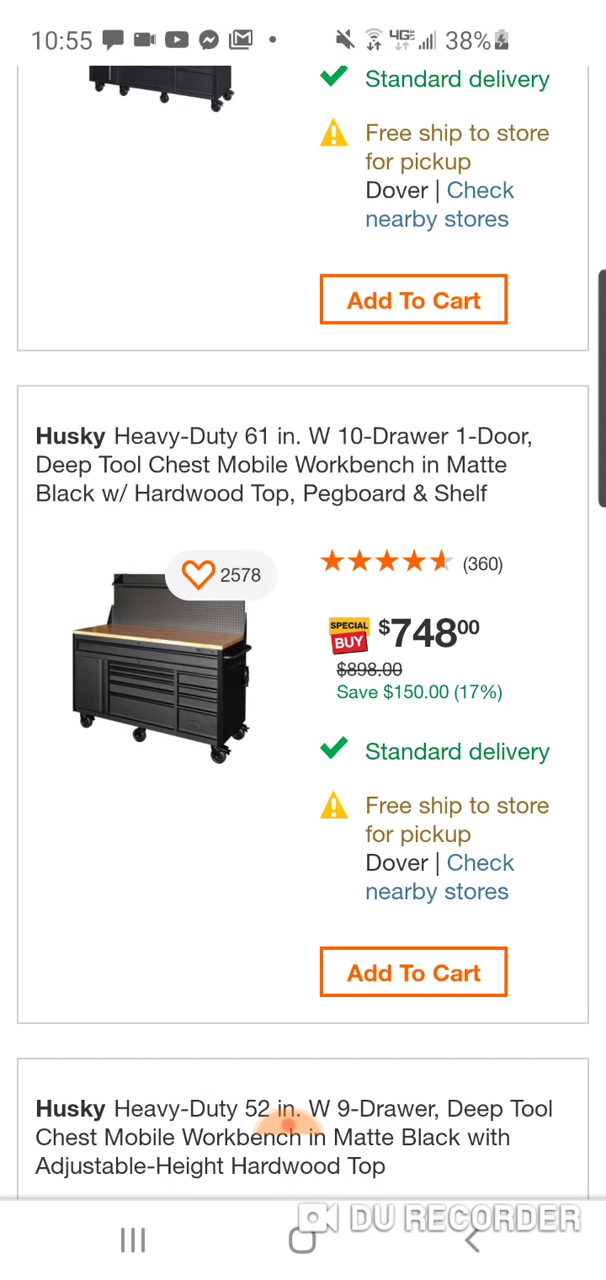 10:55 4G 38%
Standard delivery
Free ship to store
for pickup
Dover | Check
nearby stores
Add To Cart
Husky Heavy-Duty 61 in. W 10-Drawer 1-Door,
Deep Tool Chest Mobile Workbench in Matte
Black w/ Hardwood Top, Pegboard & Shelf
2578
(360)
SPECIAL
BUY
$74800
$898.00
Save $150.00 (17%)
Standard delivery
Free ship to store
for pickup
Dover | Check
nearby stores
Add To Cart
Husky Heavy-Duty 52 in. W 9-Drawer, Deep Tool
Chest Mobile Workbench in Matte Black with
Adjustable-Height Hardwood Top
DU RECORDER